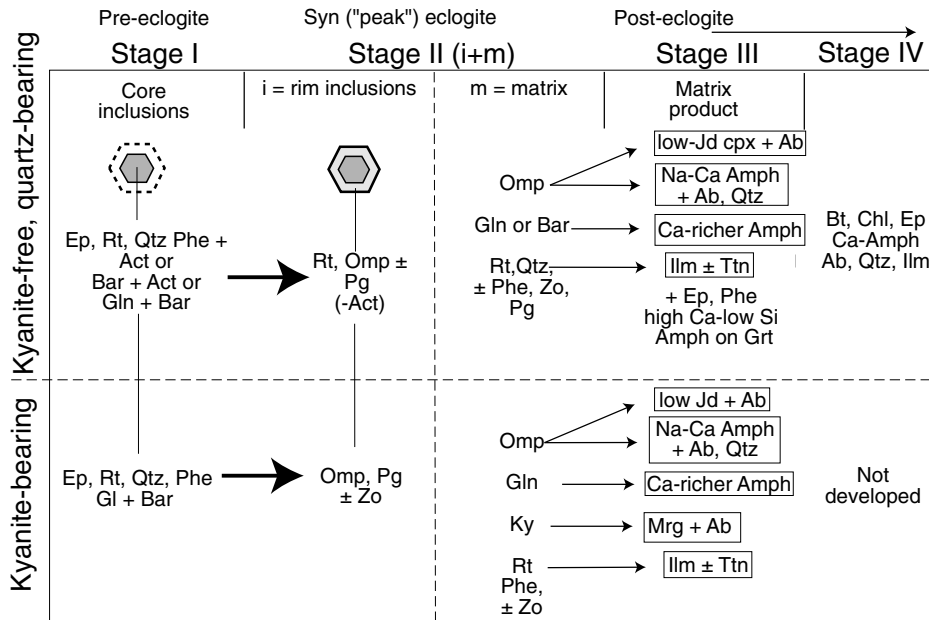 Pre-eclogite
Syn ("peak") eclogite
Post-eclogite
Stage I
Stage II (i+m)
Stage III
Stage IV
Kyanite-free, quartz-bearing
Core
inclusions
i = rim inclusions
m = matrix
Matrix
product
Ep, Rt, Qtz Phe +
Act or
Bar + Act or
Gln + Bar
Rt, Omp ±
Pg
(-Act)
Omp
low-Jd cpx + Ab
Na-Ca Amph
+ Ab, Qtz
Gln or Bar
Ca-richer Amph
Rt,Qtz,
± Phe, Zo,
Pg
Ilm ± Ttn
+ Ep, Phe
high Ca-low Si
Amph on Grt
Bt, Chl, Ep
Ca-Amph
Ab, Qtz, Ilm
Kyanite-bearing
Ep, Rt, Qtz, Phe
Gl + Bar
Omp, Pg
± Zo
Omp
low Jd + Ab
Na-Ca Amph
+ Ab, Qtz
Gln
Ca-richer Amph
Ky
Mrg + Ab
Rt
Phe,
± Zo
Ilm ± Ttn
Not
developed